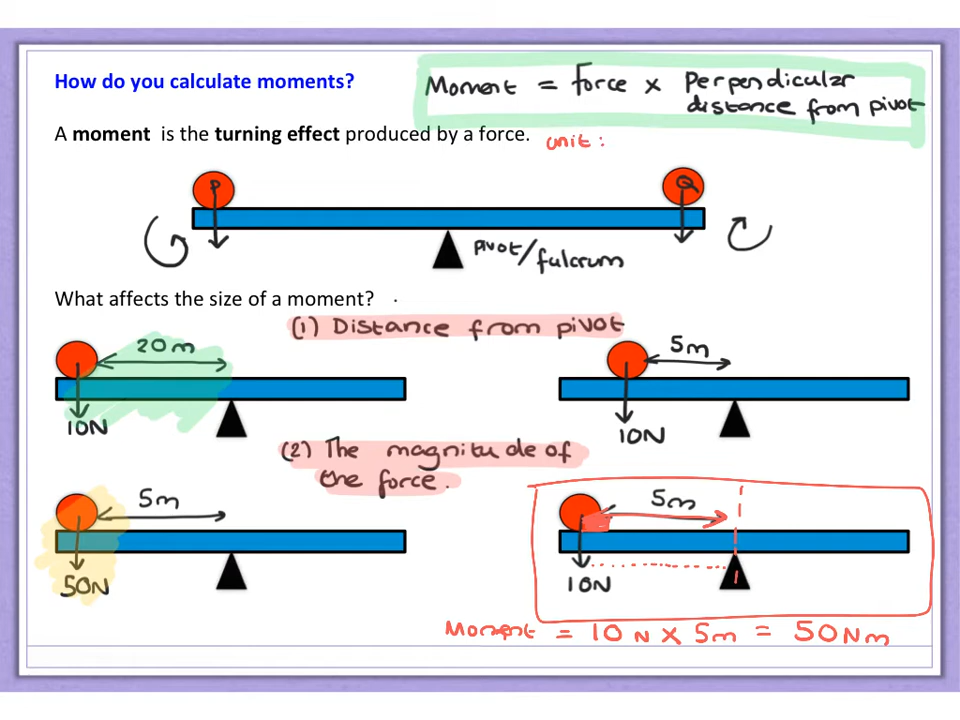 How do you calculate moments?
Moment = force x Perpendicular
distance from pivot
A moment is the turning effect produced by a force.
unit :
P
Q
pivot/fulcrum
What affects the size of a moment?
(1) Distance from pivot
20m
5m
10N
10N
(2) The magnitude of
the force.
5m
5m
50N
10N
Moment = 10 N x 5m = 50Nm